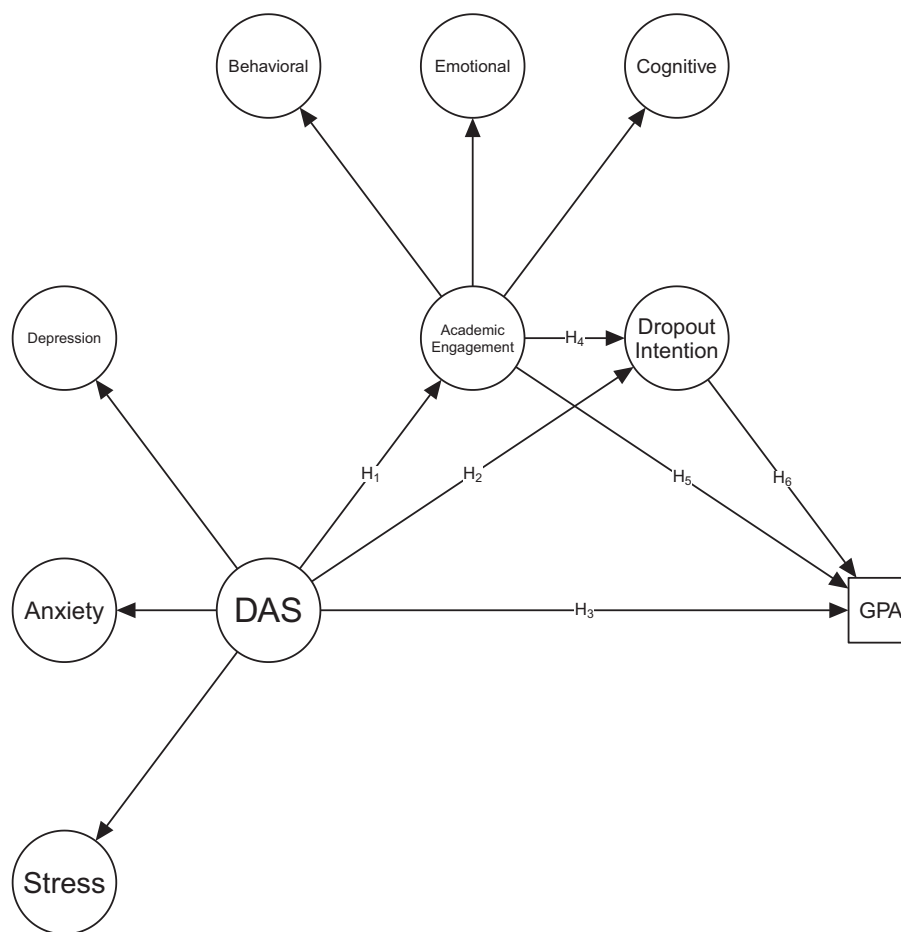 Behavioral
Emotional
Cognitive
Depression
Academic
Engagement
H₄
Dropout
Intention
H₁
H₂
H₅
H₆
Anxiety
DAS
H₃
GPA
Stress